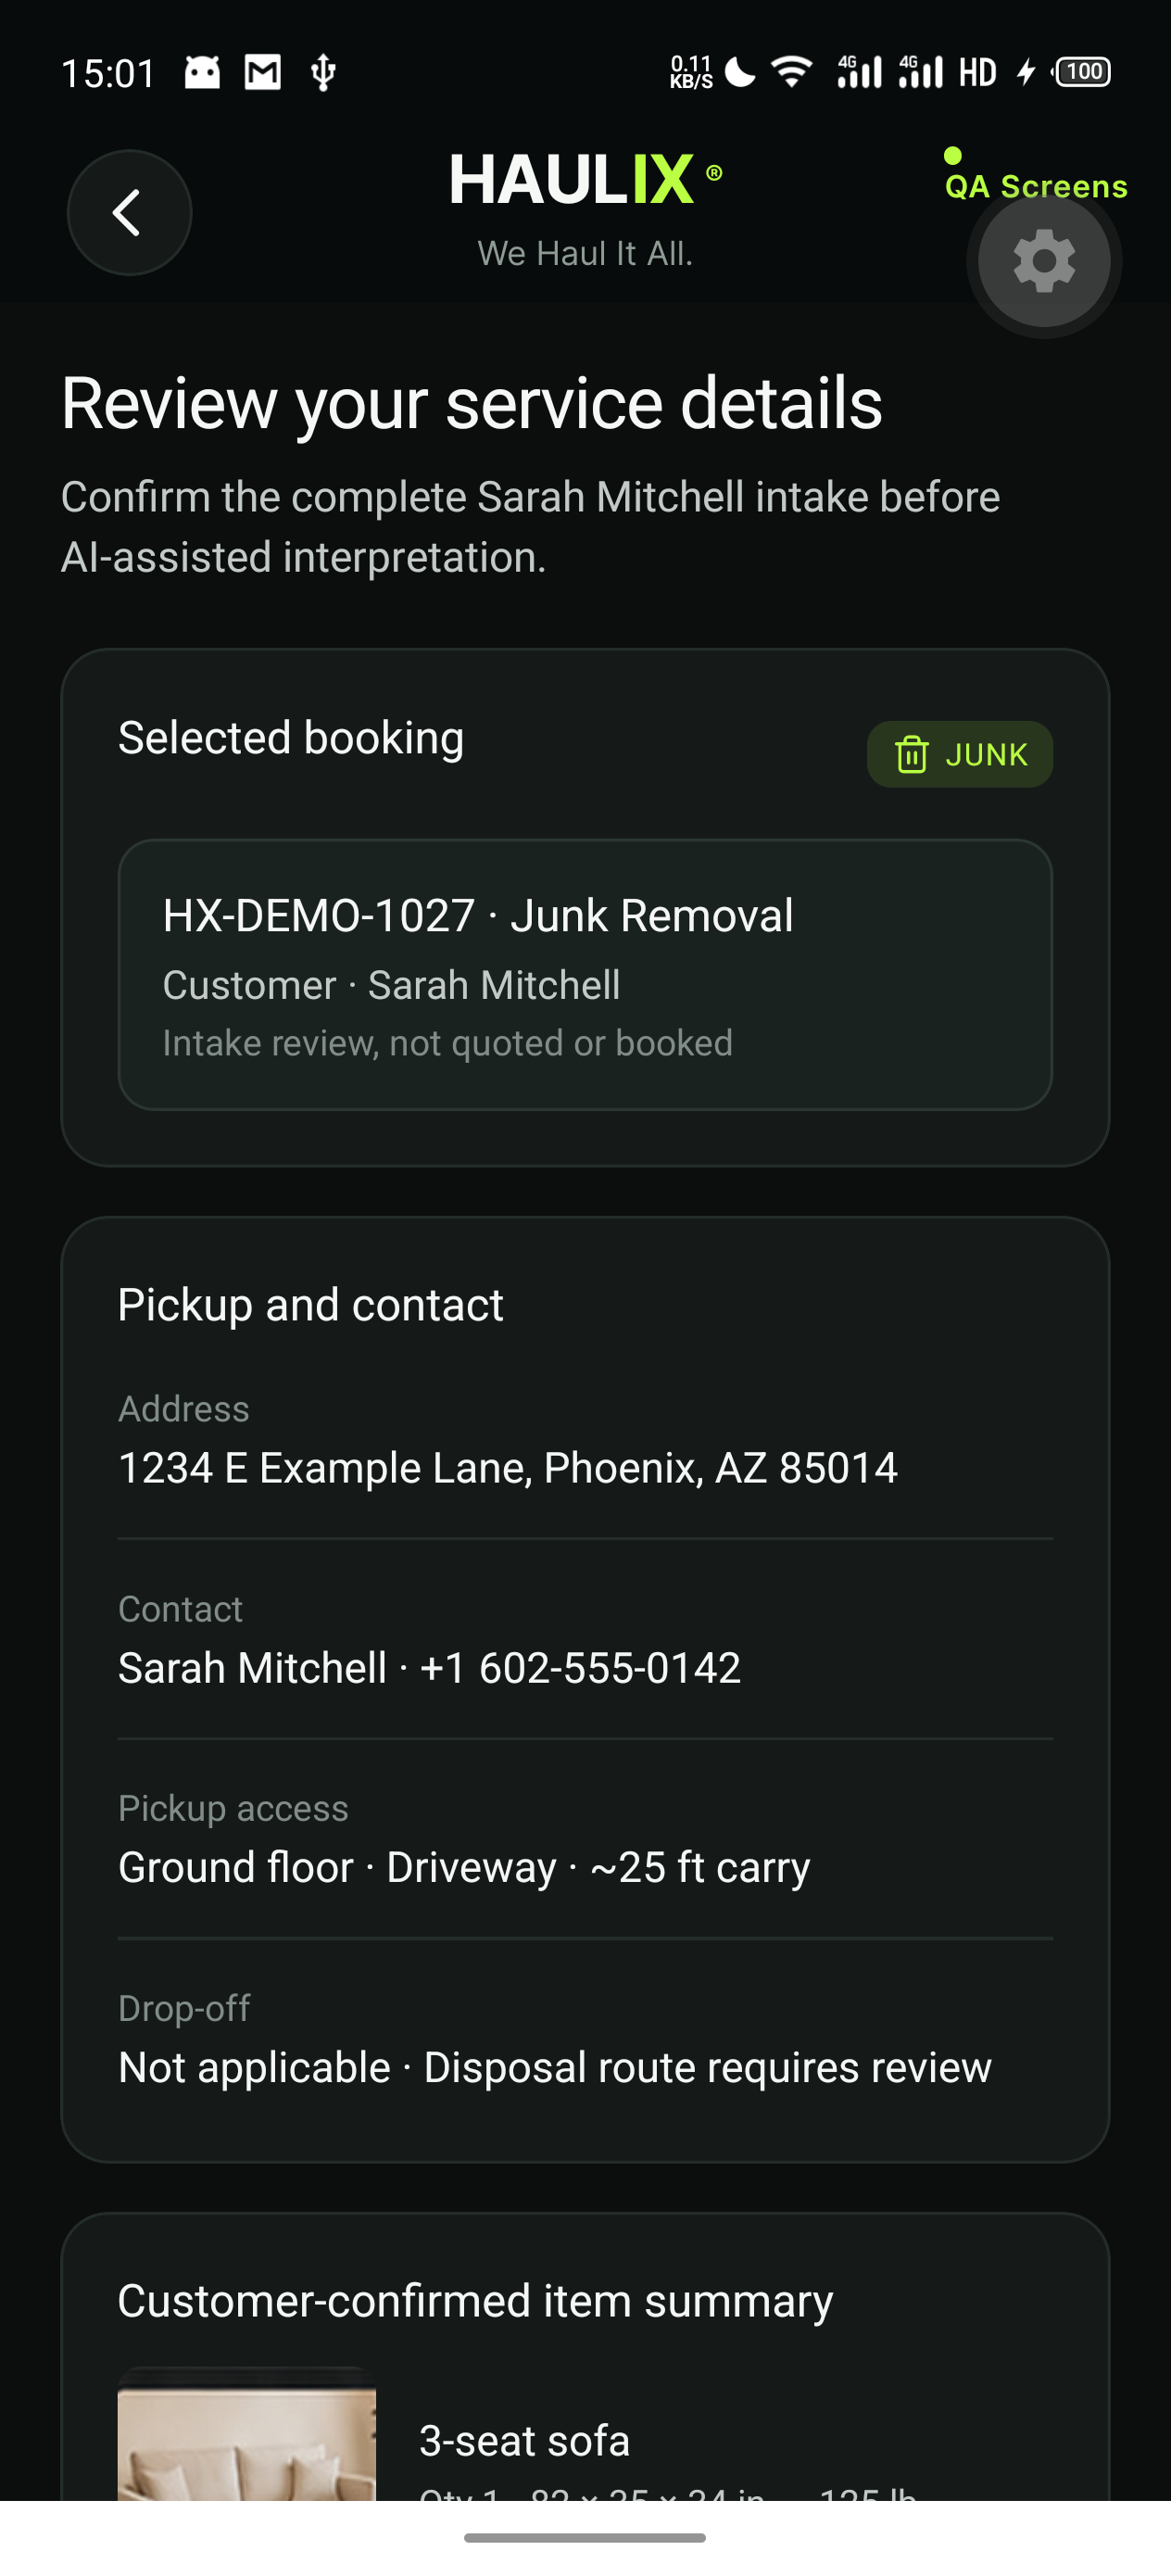 15:01
0.11 KB/S
4G
4G
HD
100
HAULIX ®
We Haul It All.
QA Screens
Review your service details
Confirm the complete Sarah Mitchell intake before
AI-assisted interpretation.
Selected booking
JUNK
HX-DEMO-1027 · Junk Removal
Customer · Sarah Mitchell
Intake review, not quoted or booked
Pickup and contact
Address
1234 E Example Lane, Phoenix, AZ 85014
Contact
Sarah Mitchell · +1 602-555-0142
Pickup access
Ground floor · Driveway · ~25 ft carry
Drop-off
Not applicable · Disposal route requires review
Customer-confirmed item summary
3-seat sofa